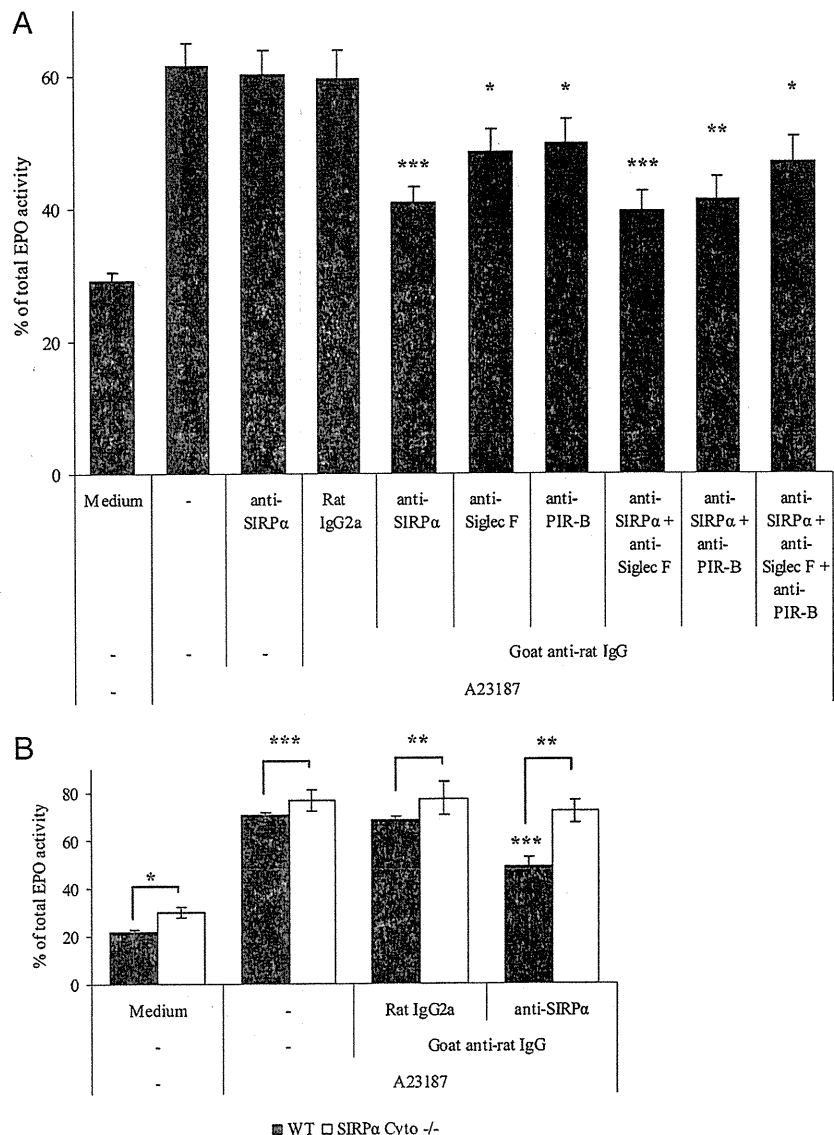 A
% of total EPO activity
60
40
20
0
* * *
*** *** **
Medium - anti- Rat anti- anti- anti- anti- anti- anti-
SIRPα IgG2a SIRPα Siglec F PIR-B SIRPα + SIRPα + SIRPα +
anti- anti- anti-
Siglec F PIR-B Siglec F +
anti-
PIR-B
- - - Goat anti-rat IgG
- A23187
B
% of total EPO activity
80
60
40
20
0
*** ** **
***
*
Medium - Rat IgG2a anti-SIRPα
- - Goat anti-rat IgG
- A23187
WT SIRPα Cyto -/-